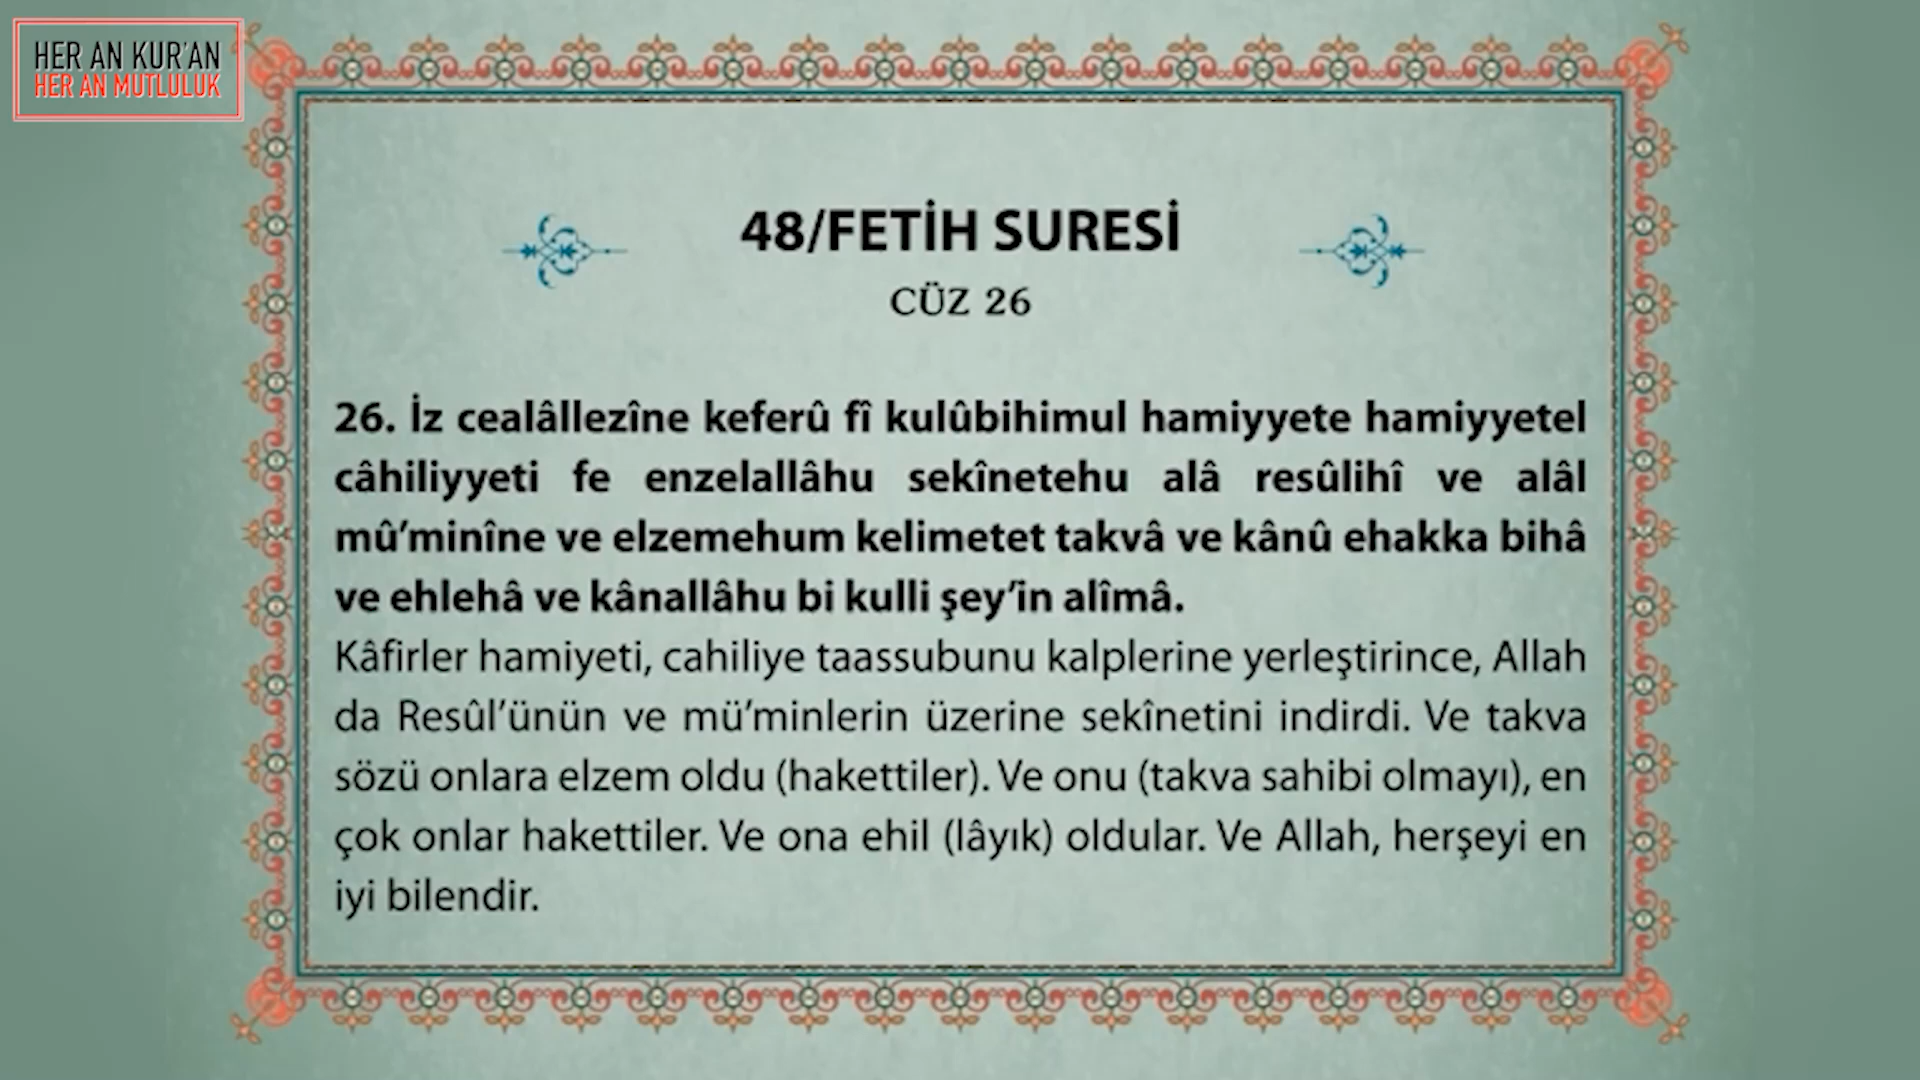 HER AN KUR'AN
HER AN MUTLULUK
48/FETİH SURESİ
CÜZ 26
26. İz cealâllezîne keferû fî kulûbihimul hamiyyete hamiyyetel
câhiliyyeti fe enzelallâhu sekînetehu alâ resûlihî ve alâl
mû'minîne ve elzemehum kelimetet takvâ ve kânû ehakka bihâ
ve ehlehâ ve kânallâhu bi kulli şey'in alîmâ.
Kâfirler hamiyeti, cahiliye taassubunu kalplerine yerleştirince, Allah
da Resûl'ünün ve mü'minlerin üzerine sekînetini indirdi. Ve takva
sözü onlara elzem oldu (hakettiler). Ve onu (takva sahibi olmayı), en
çok onlar hakettiler. Ve ona ehil (lâyık) oldular. Ve Allah, herşeyi en
iyi bilendir.